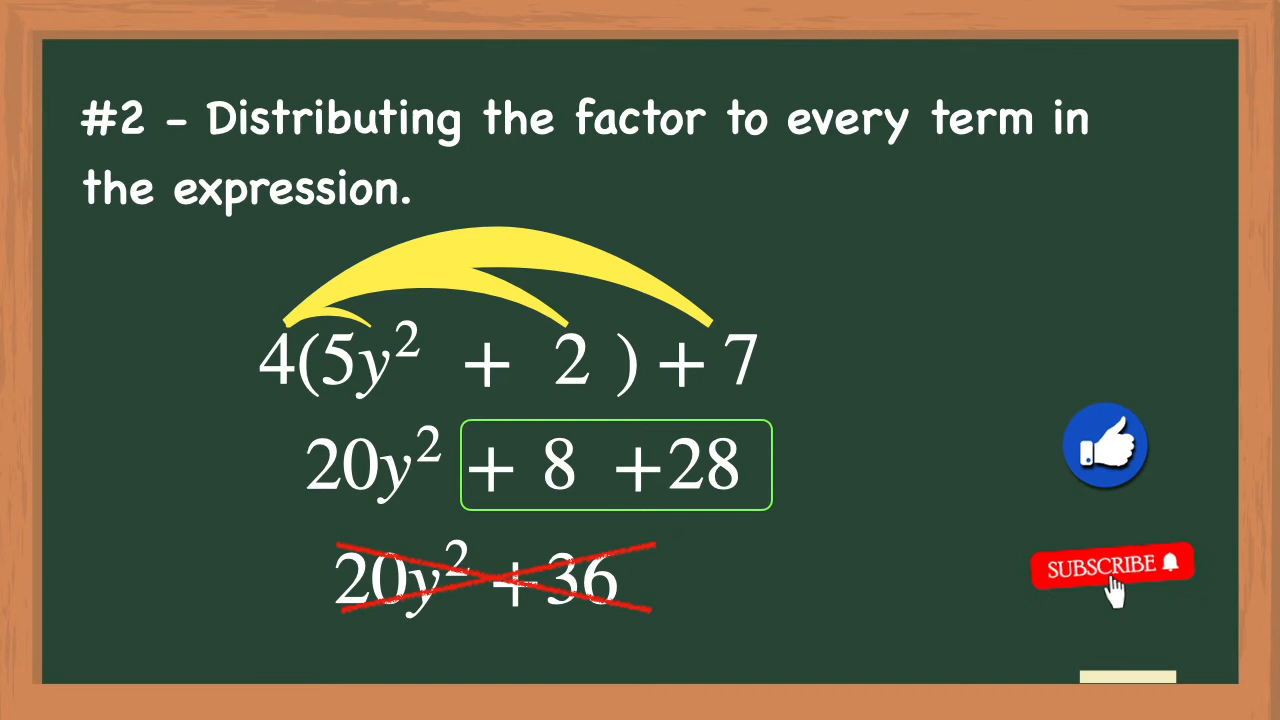 #2 - Distributing the factor to every term in
the expression.
4(5y² + 2 ) + 7
20y² + 8 +28
20y² +36
SUBSCRIBE